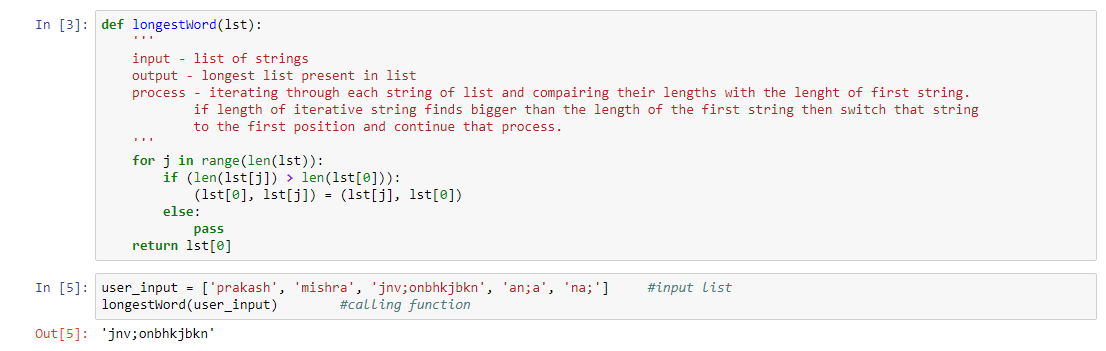 In [3]: def longestWord(lst):
'''
input - list of strings
output - longest list present in list
process - iterating through each string of list and compairing their lengths with the lenght of first string.
if length of iterative string finds bigger than the length of the first string then switch that string
to the first position and continue that process.
'''
for j in range(len(lst)):
if (len(lst[j]) > len(lst[0])):
(lst[0], lst[j]) = (lst[j], lst[0])
else:
pass
return lst[0]
In [5]: user_input = ['prakash', 'mishra', 'jnv;onbhkjbkn', 'an;a', 'na;'] #input list
longestWord(user_input) #calling function
Out[5]: 'jnv;onbhkjbkn'